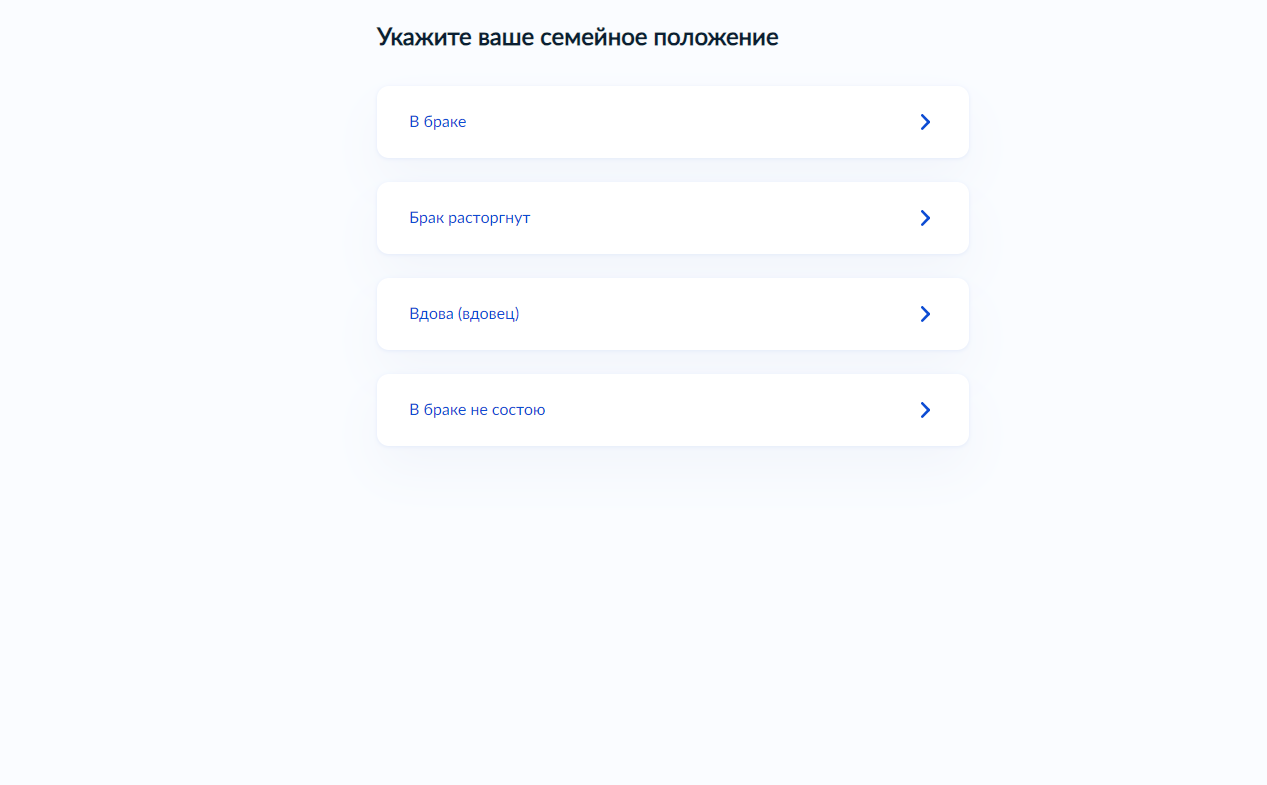 Укажите ваше семейное положение
В браке
Брак расторгнут
Вдова (вдовец)
В браке не состою